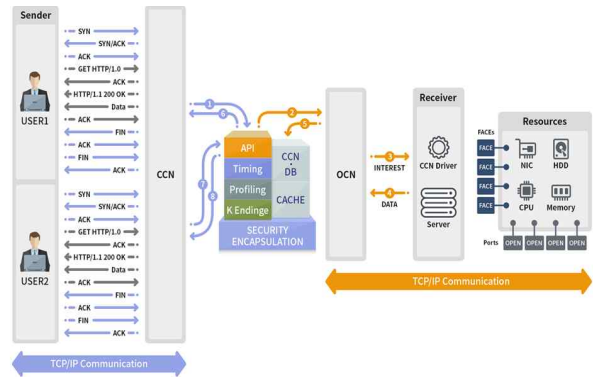 Sender
USER1
USER2
SYN
SYN/ACK
ACK
GET HTTP/1.0
ACK
HTTP/1.1 200 OK
Data
ACK
FIN
ACK
FIN
ACK
SYN
SYN/ACK
ACK
GET HTTP/1.0
ACK
HTTP/1.1 200 OK
Data
ACK
FIN
ACK
FIN
ACK
CCN
TCP/IP Communication
1
6
2
5
7
8
API
Timing
Profiling
K Endinge
CCN
·
DB
CACHE
SECURITY
ENCAPSULATION
OCN
3
INTEREST
4
DATA
Receiver
CCN Driver
Server
TCP/IP Communication
FACEs
FACE
FACE
FACE
FACE
Resources
NIC
HDD
CPU
Memory
Ports
OPEN
OPEN
OPEN
OPEN